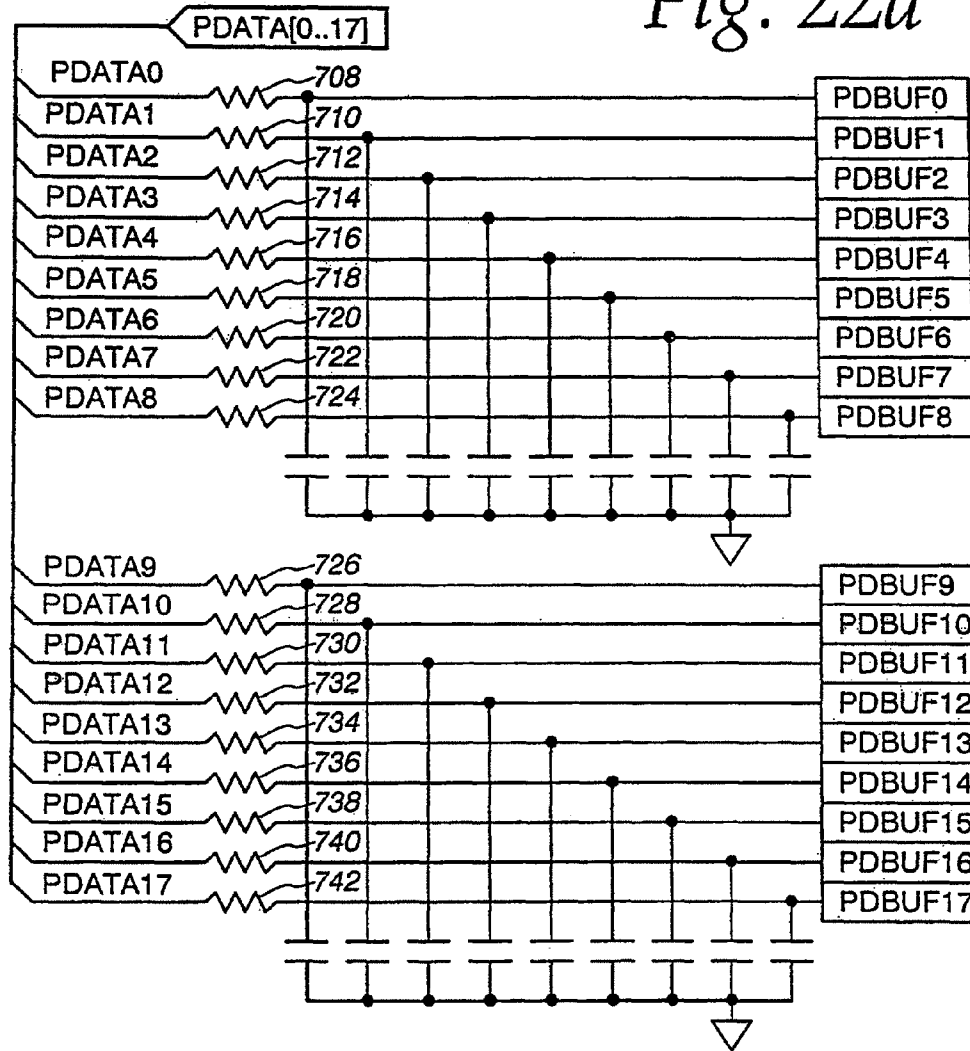 Fig. 22a
PDATA[0..17]
PDATA0 708 PDBUF0
PDATA1 710 PDBUF1
PDATA2 712 PDBUF2
PDATA3 714 PDBUF3
PDATA4 716 PDBUF4
PDATA5 718 PDBUF5
PDATA6 720 PDBUF6
PDATA7 722 PDBUF7
PDATA8 724 PDBUF8
PDATA9 726 PDBUF9
PDATA10 728 PDBUF10
PDATA11 730 PDBUF11
PDATA12 732 PDBUF12
PDATA13 734 PDBUF13
PDATA14 736 PDBUF14
PDATA15 738 PDBUF15
PDATA16 740 PDBUF16
PDATA17 742 PDBUF17